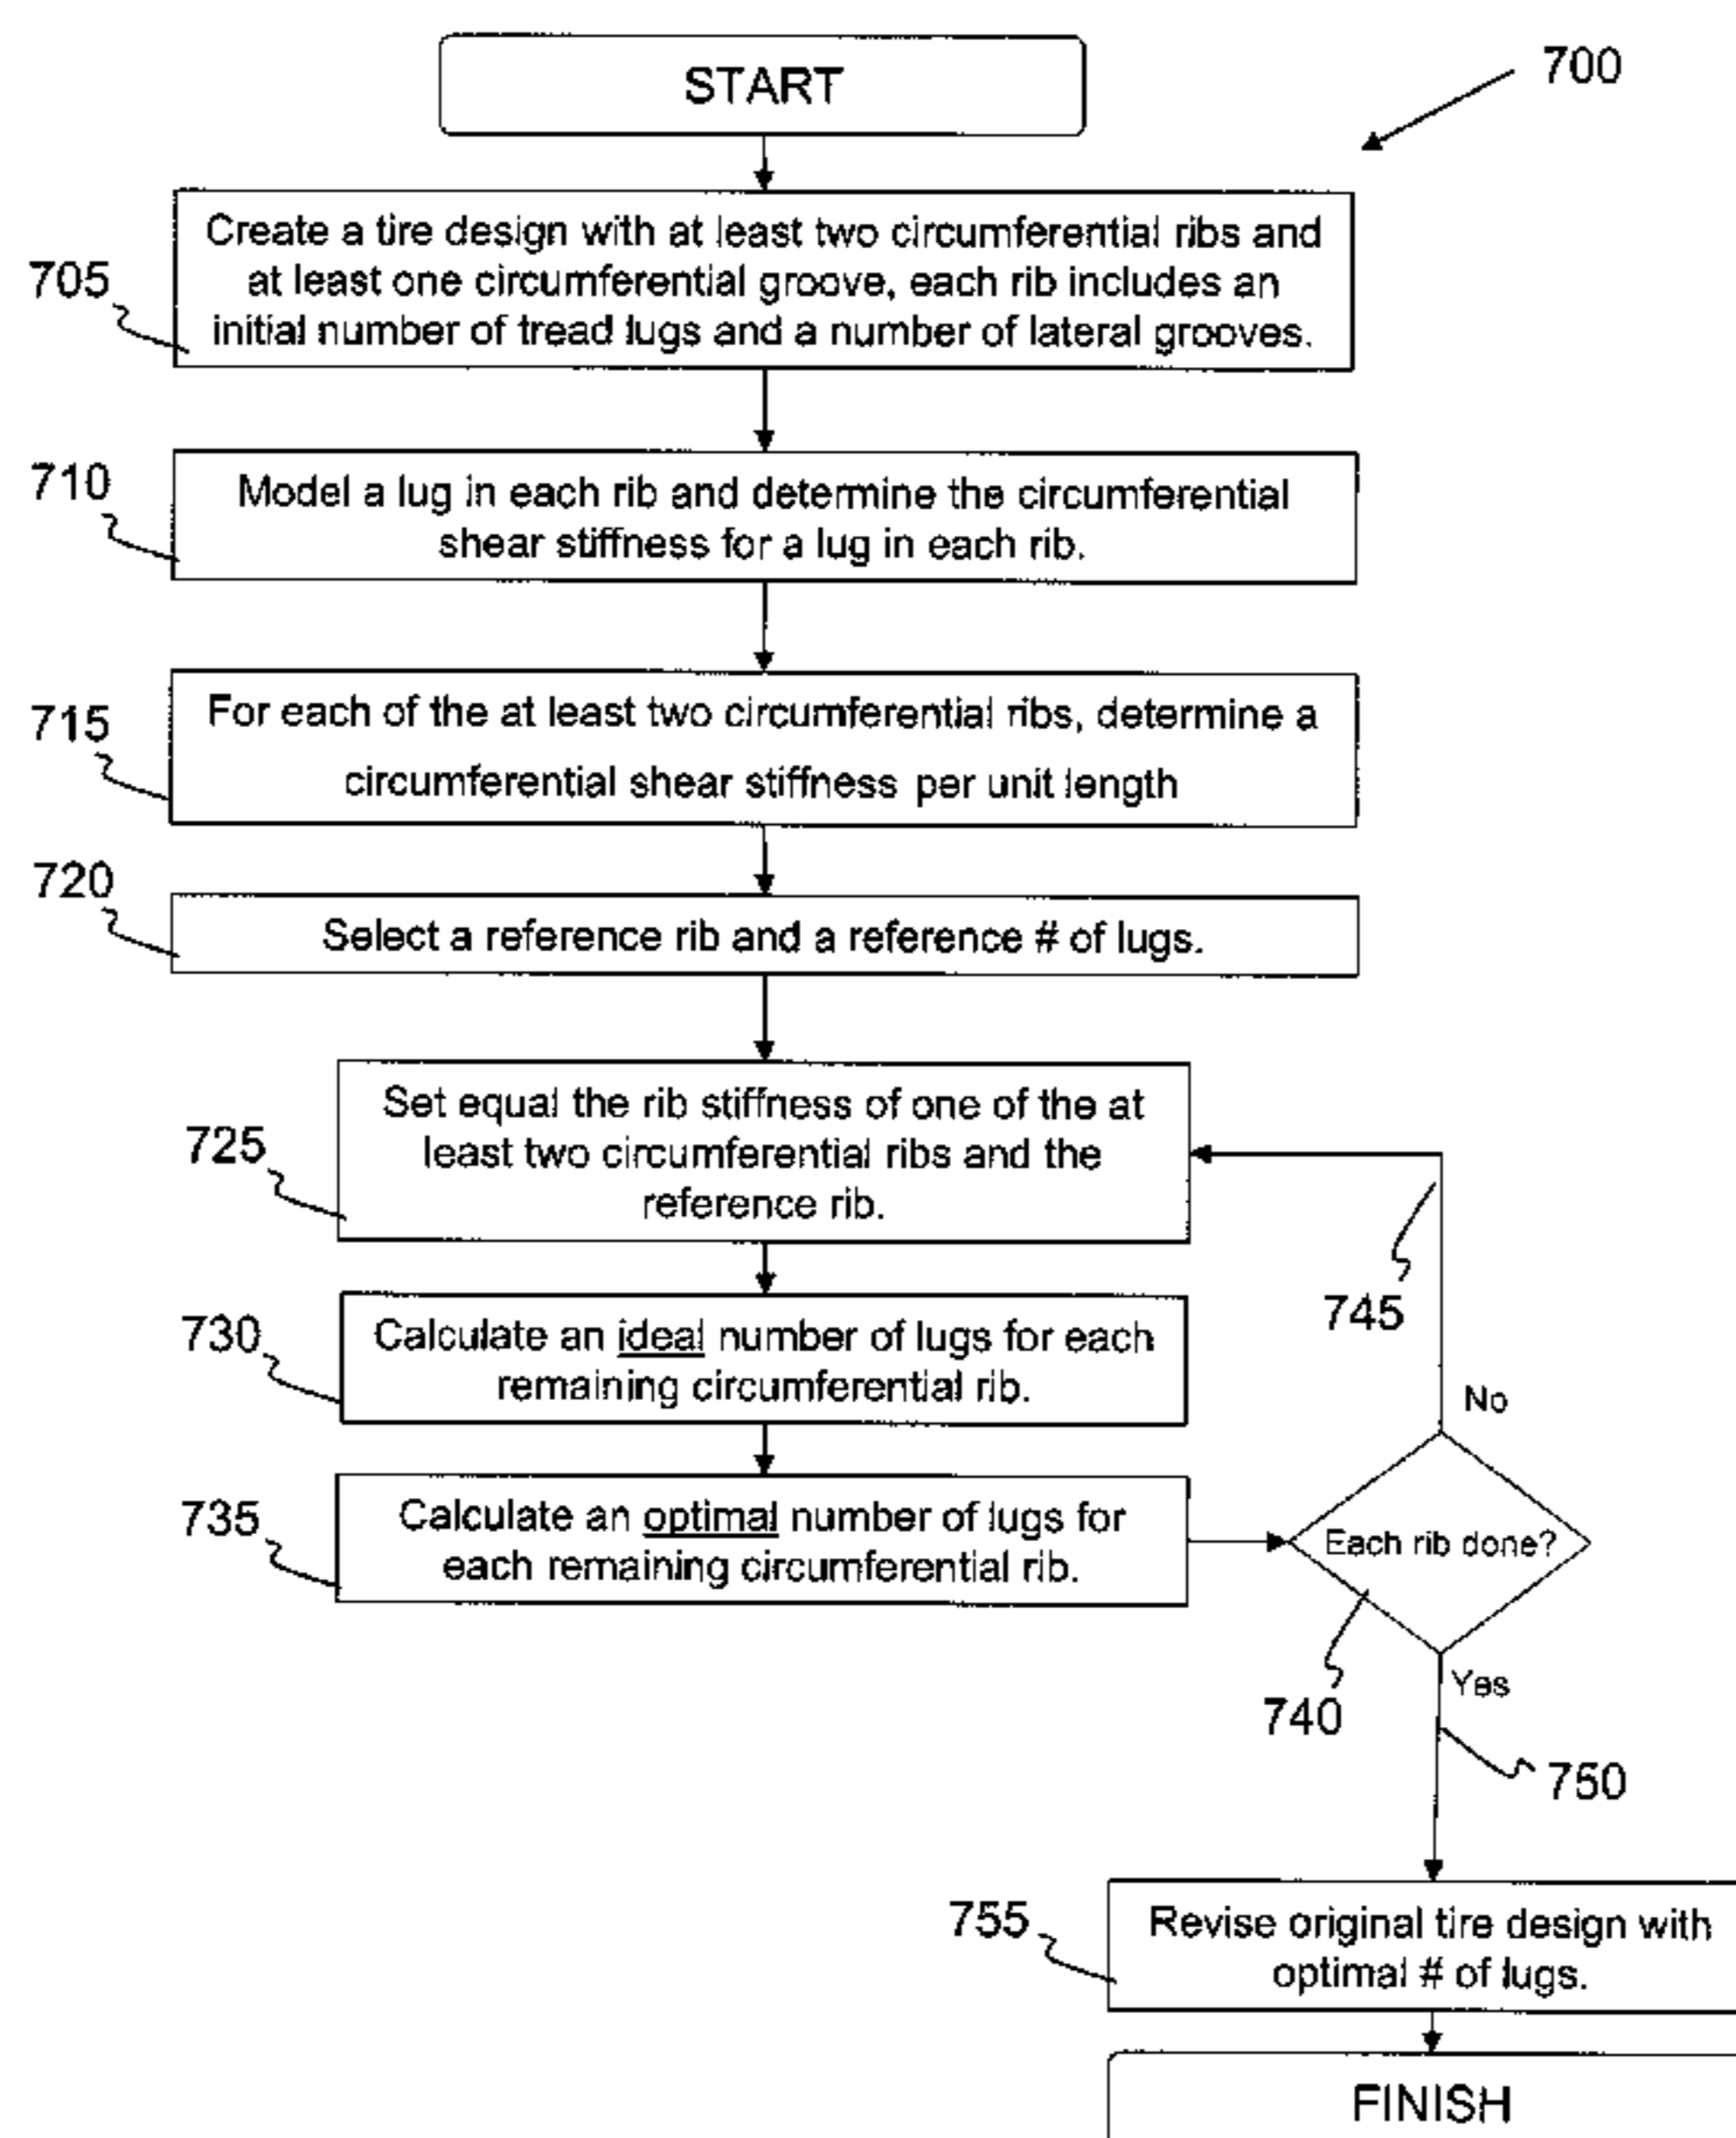 START
700
Create a tire design with at least two circumferential ribs and
at least one circumferential groove, each rib includes an
initial number of tread lugs and a number of lateral grooves.
705
710
Model a lug in each rib and determine the circumferential
shear stiffness for a lug in each rib.
715
For each of the at least two circumferential ribs, determine a
circumferential shear stiffness per unit length
720
Select a reference rib and a reference # of lugs.
725
Set equal the rib stiffness of one of the at
least two circumferential ribs and the
reference rib.
745
730
Calculate an ideal number of lugs for each
remaining circumferential rib.
No
735
Calculate an optimal number of lugs for
each remaining circumferential rib.
Each rib done?
740
Yes
750
755
Revise original tire design with
optimal # of lugs.
FINISH